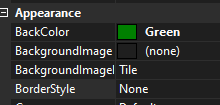 Appearance
BackColor Green
BackgroundImage (none)
BackgroundImageL Tile
BorderStyle None